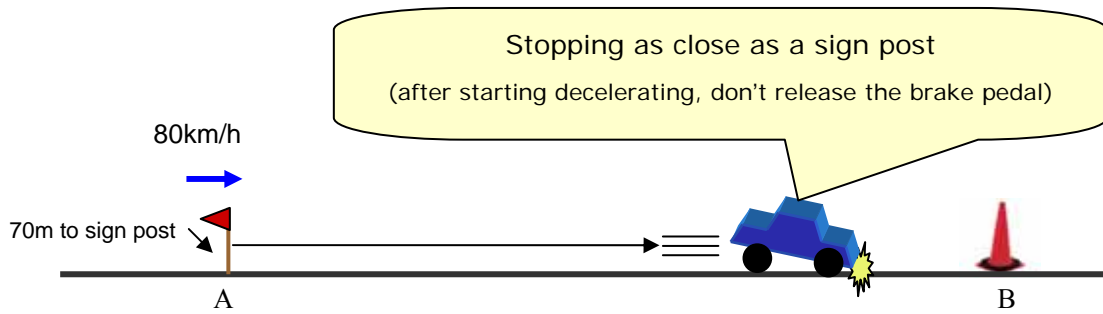 Stopping as close as a sign post
(after starting decelerating, don't release the brake pedal)
80km/h
70m to sign post
A
B